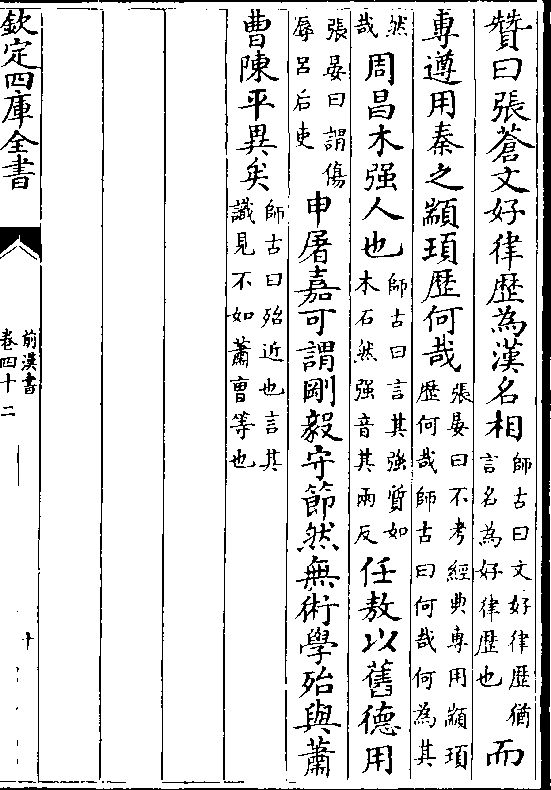 贊曰張蒼文好律歴為漢名相師古曰文好律歴猶言名為好律歴也而
專遵用秦之顓頊歴何哉張晏曰不考經典專用顓頊歴何哉師古曰何哉何為其
然哉周昌木强人也師古曰言其强質如木石然强音其兩反任敖以舊德用
張晏曰謂傷辱吕后吏申屠嘉可謂剛毅守節然無術學殆與蕭
曹陳平異矣師古曰殆近也言其識見不如蕭曹等也
欽定四庫全書
前漢書
卷四十二
十